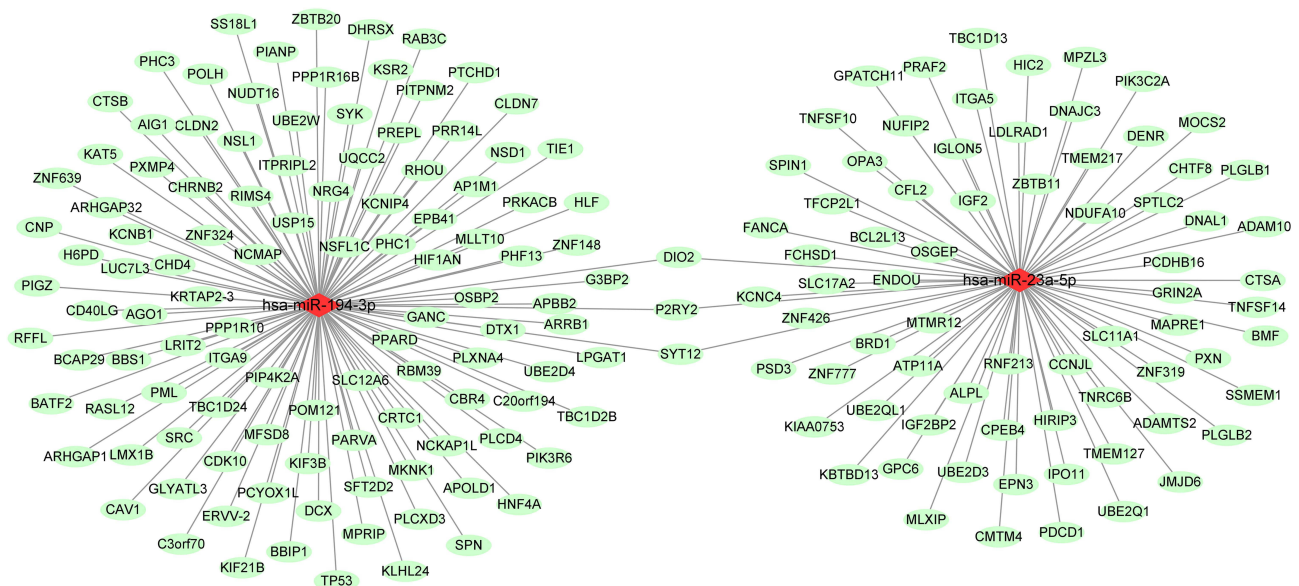 ZBTB20
SS18L1
DHRSX
RAB3C
PIANP
PHC3
POLH
PPP1R16B
KSR2
PTCHD1
PITPNM2
NUDT16
CTSB
CLDN7
SYK
UBE2W
AIG1
CLDN2
PREPL
PRR14L
NSL1
KAT5
ITPRIPL2
UQCC2
NSD1
TIE1
PXMP4
RHOU
ZNF639
CHRNB2
RIMS4
NRG4
AP1M1
KCNIP4
PRKACB
HLF
ARHGAP32
USP15
EPB41
CNP
KCNB1
ZNF324
NSFL1C
PHC1
MLLT10
ZNF148
H6PD
NCMAP
HIF1AN
PHF13
LUC7L3
CHD4
G3BP2
PIGZ
KRTAP2-3
OSBP2
CD40LG
AGO1
hsa-miR-194-3p
APBB2
GANC
ARRB1
RFFL
PPP1R10
DTX1
LRIT2
PPARD
BCAP29
BBS1
ITGA9
PLXNA4
LPGAT1
RBM39
UBE2D4
PIP4K2A
SLC12A6
BATF2
PML
CBR4
C20orf194
RASL12
TBC1D24
POM121
TBC1D2B
CRTC1
SRC
MFSD8
PARVA
NCKAP1L
PLCD4
ARHGAP1
LMX1B
PIK3R6
CDK10
KIF3B
MKNK1
GLYATL3
PCYOX1L
SFT2D2
APOLD1
CAV1
HNF4A
ERVV-2
DCX
PLCXD3
MPRIP
C3orf70
SPN
BBIP1
KIF21B
TP53
KLHL24
DIO2
P2RY2
SYT12
TBC1D13
HIC2
MPZL3
PRAF2
GPATCH11
PIK3C2A
ITGA5
DNAJC3
TNFSF10
NUFIP2
LDLRAD1
DENR
MOCS2
IGLON5
SPIN1
OPA3
TMEM217
CHTF8
PLGLB1
CFL2
ZBTB11
IGF2
SPTLC2
TFCP2L1
NDUFA10
DNAL1
FANCA
ADAM10
BCL2L13
OSGEP
FCHSD1
PCDHB16
SLC17A2
ENDOU
hsa-miR-23a-5p
CTSA
KCNC4
GRIN2A
TNFSF14
ZNF426
MTMR12
MAPRE1
BMF
SLC11A1
BRD1
PXN
PSD3
ATP11A
RNF213
CCNJL
ZNF319
ZNF777
SSMEM1
ALPL
TNRC6B
UBE2QL1
IGF2BP2
CPEB4
HIRIP3
ADAMTS2
KIAA0753
PLGLB2
TMEM127
KBTBD13
GPC6
UBE2D3
IPO11
JMJD6
EPN3
MLXIP
UBE2Q1
CMTM4
PDCD1